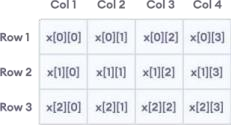 Col 1 Col 2 Col 3 Col 4
Row 1 x[0][0] x[0][1] x[0][2] x[0][3]
Row 2 x[1][0] x[1][1] x[1][2] x[1][3]
Row 3 x[2][0] x[2][1] x[2][2] x[2][3]